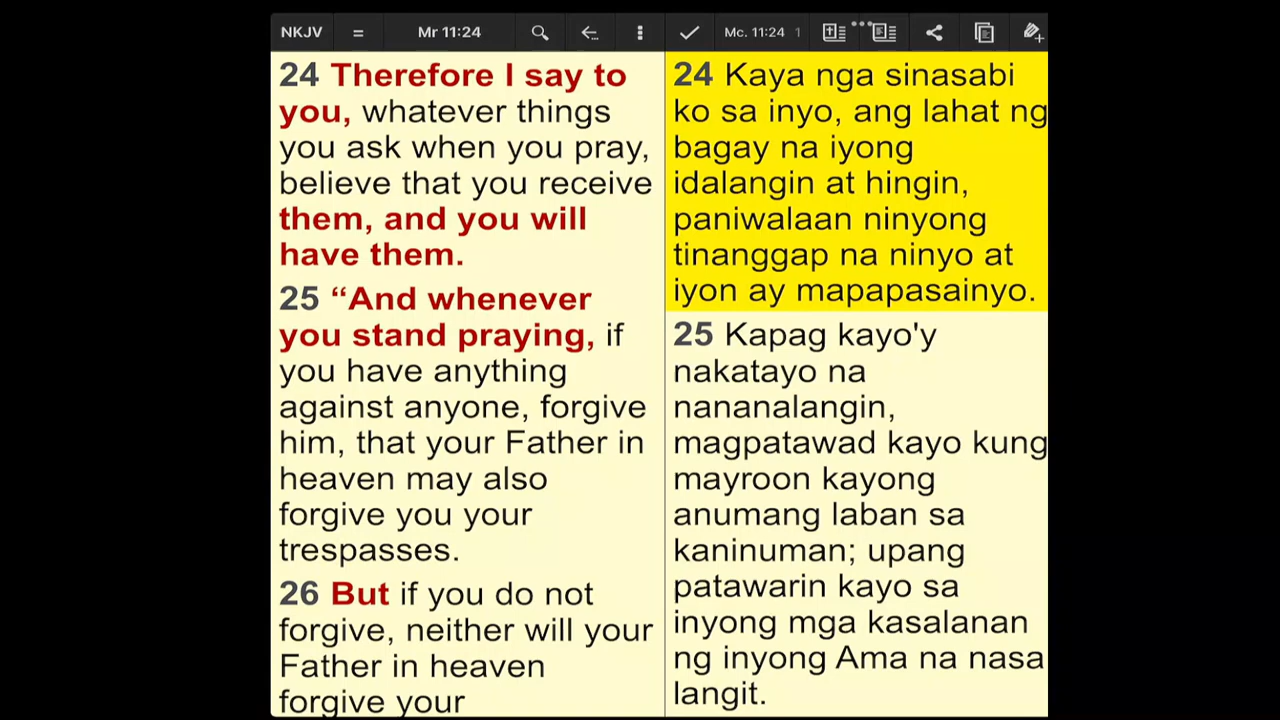 NKJV = Mr 11:24
24 Therefore I say to
you, whatever things
you ask when you pray,
believe that you receive
them, and you will
have them.
25 “And whenever
you stand praying, if
you have anything
against anyone, forgive
him, that your Father in
heaven may also
forgive you your
trespasses.
26 But if you do not
forgive, neither will your
Father in heaven
forgive your
Mc. 11:24 1
24 Kaya nga sinasabi
ko sa inyo, ang lahat ng
bagay na iyong
idalangin at hingin,
paniwalaan ninyong
tinanggap na ninyo at
iyon ay mapapasainyo.
25 Kapag kayo'y
nakatayo na
nananalangin,
magpatawad kayo kung
mayroon kayong
anumang laban sa
kaninuman; upang
patawarin kayo sa
inyong mga kasalanan
ng inyong Ama na nasa
langit.